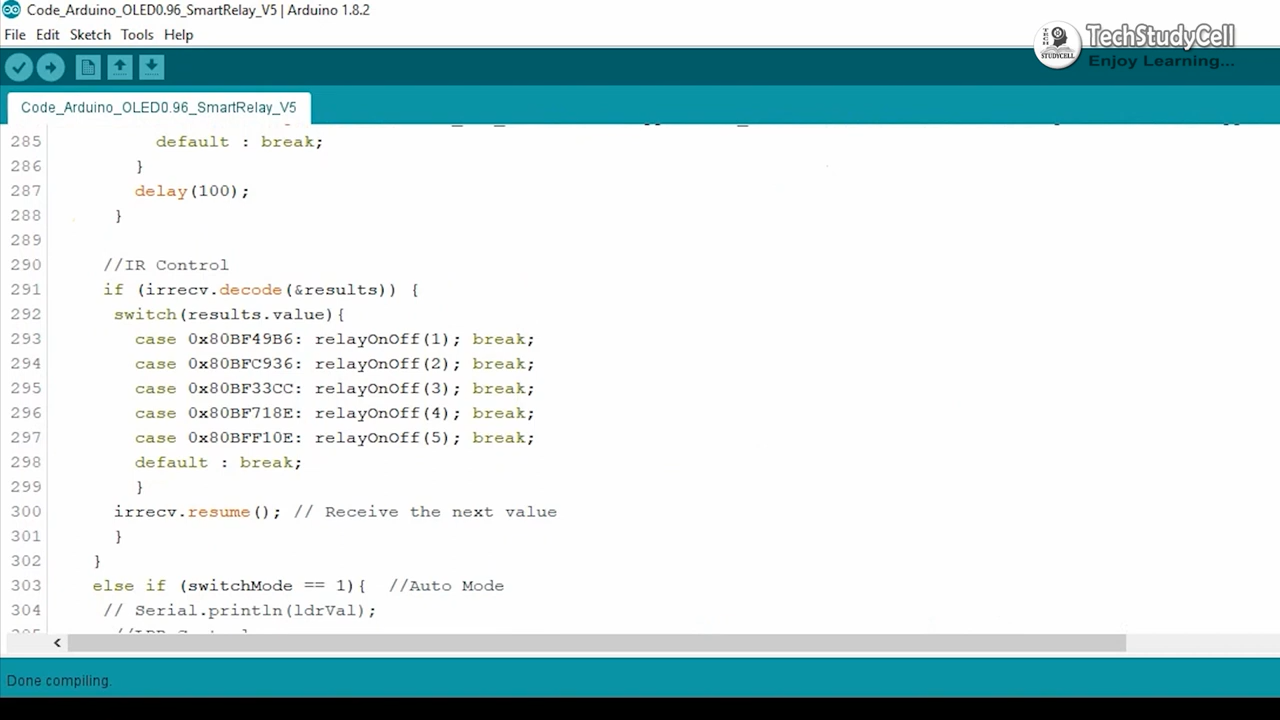 Code_Arduino_OLED0.96_SmartRelay_V5 | Arduino 1.8.2
File Edit Sketch Tools Help
TechStudyCell
TECH
STUDYCELL
Enjoy Learning...
Code_Arduino_OLED0.96_SmartRelay_V5
285 default : break;
286 }
287 delay(100);
288 }
289
290 //IR Control
291 if (irrecv.decode(&results)) {
292 switch(results.value){
293 case 0x80BF49B6: relayOnOff(1); break;
294 case 0x80BFC936: relayOnOff(2); break;
295 case 0x80BF33CC: relayOnOff(3); break;
296 case 0x80BF718E: relayOnOff(4); break;
297 case 0x80BFF10E: relayOnOff(5); break;
298 default : break;
299 }
300 irrecv.resume(); // Receive the next value
301 }
302 }
303 else if (switchMode == 1){ //Auto Mode
304 // Serial.println(ldrVal);
Done compiling.